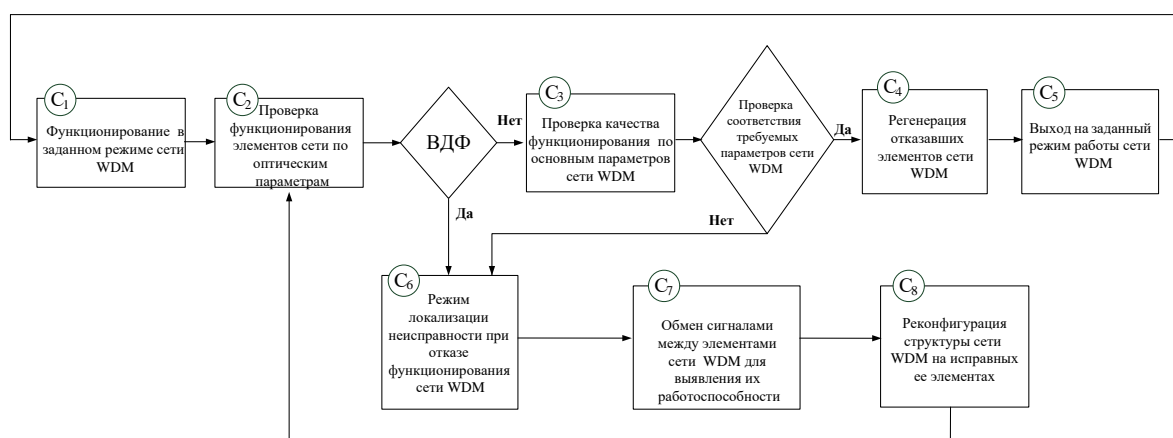 C1
Функционирование в
заданном режиме сети
WDM
C2
Проверка
функционирования
элементов сети по
оптическим
параметрам
ВДФ
Нет
Да
C3
Проверка качества
функционирования по
основным параметров
сети WDM
Проверка
соответствия
требуемых
параметров сети
WDM
Да
Нет
C4
Регенерация
отказавших
элементов сети
WDM
C5
Выход на заданный
режим работы сети
WDM
C6
Режим
локализации
неисправности при
отказе
функционирования
сети WDM
C7
Обмен сигналами
между элементами
сети WDM для
выявления их
работоспособности
C8
Реконфигурация
структуры сети
WDM на исправных
ее элементах